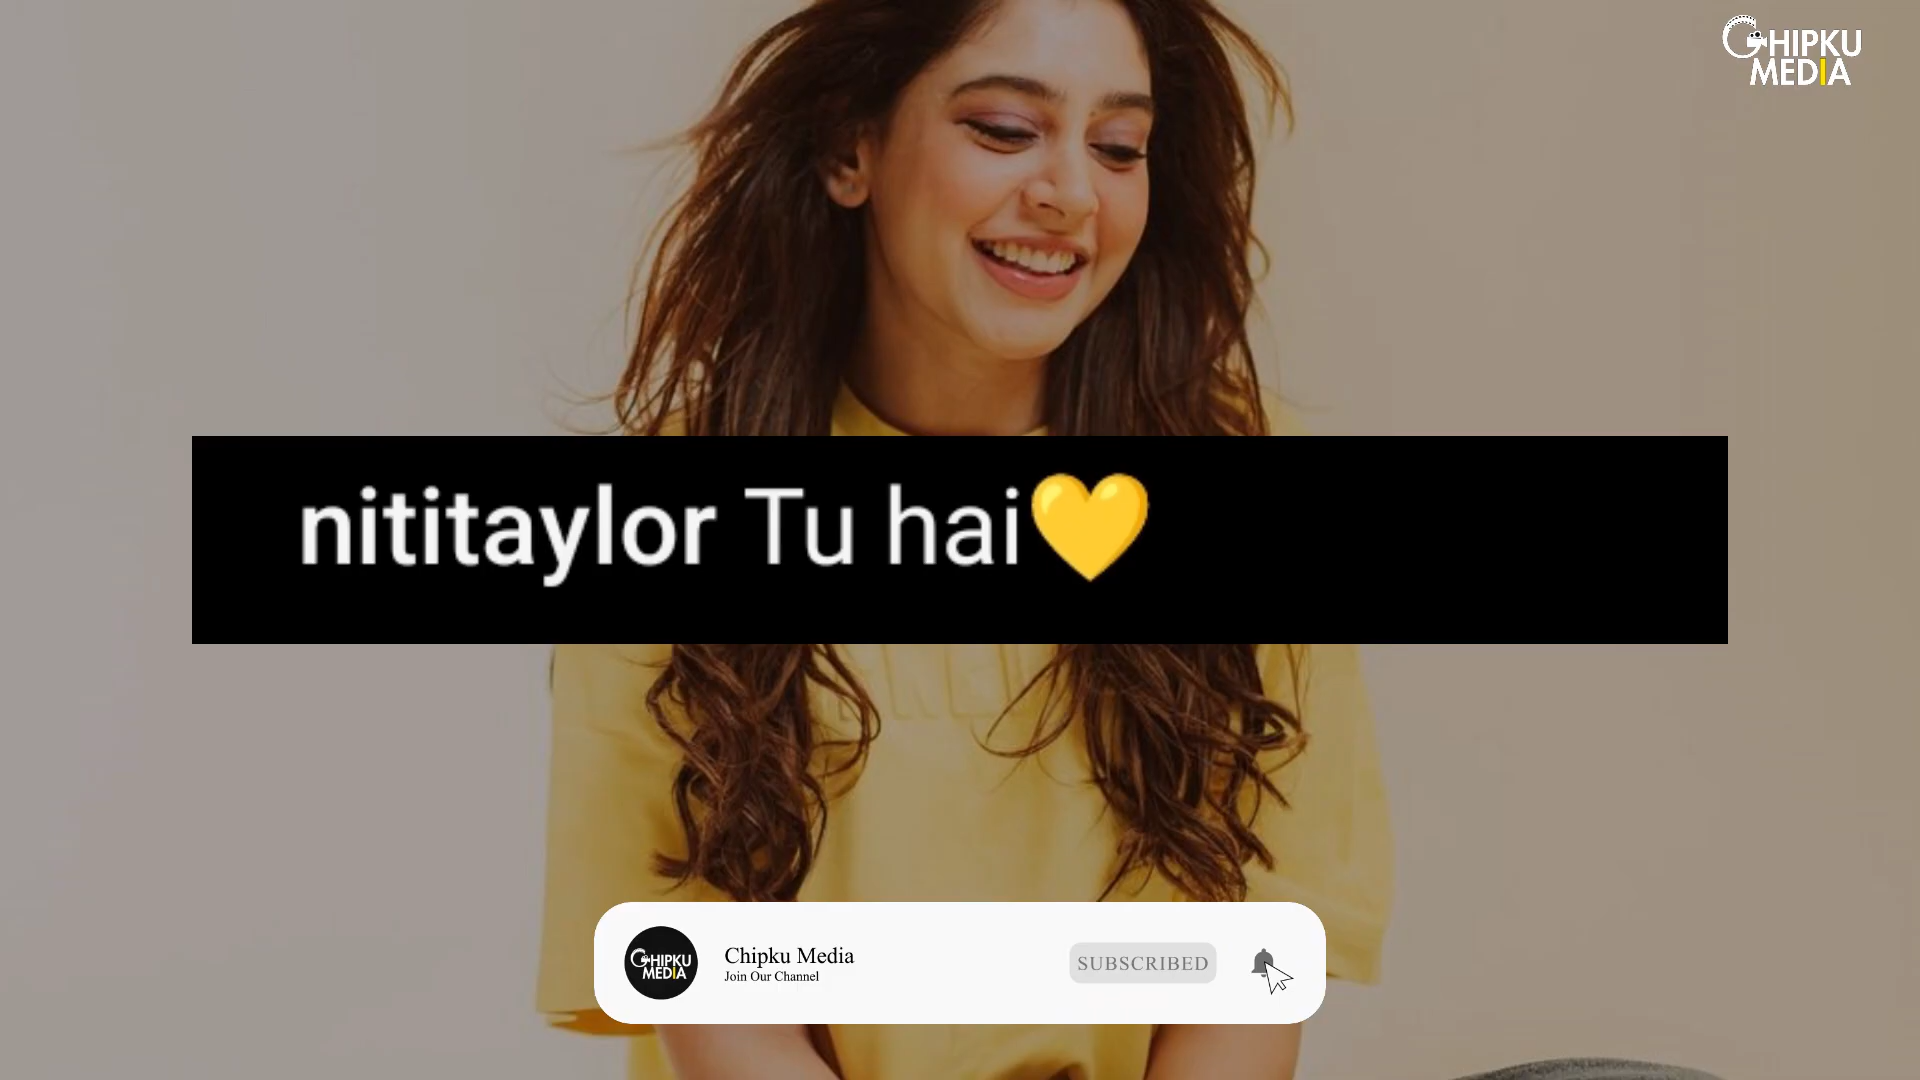 CHIPKU
MEDIA
nititaylor Tu hai💛
CHIPKU
MEDIA
Chipku Media
Join Our Channel
SUBSCRIBED